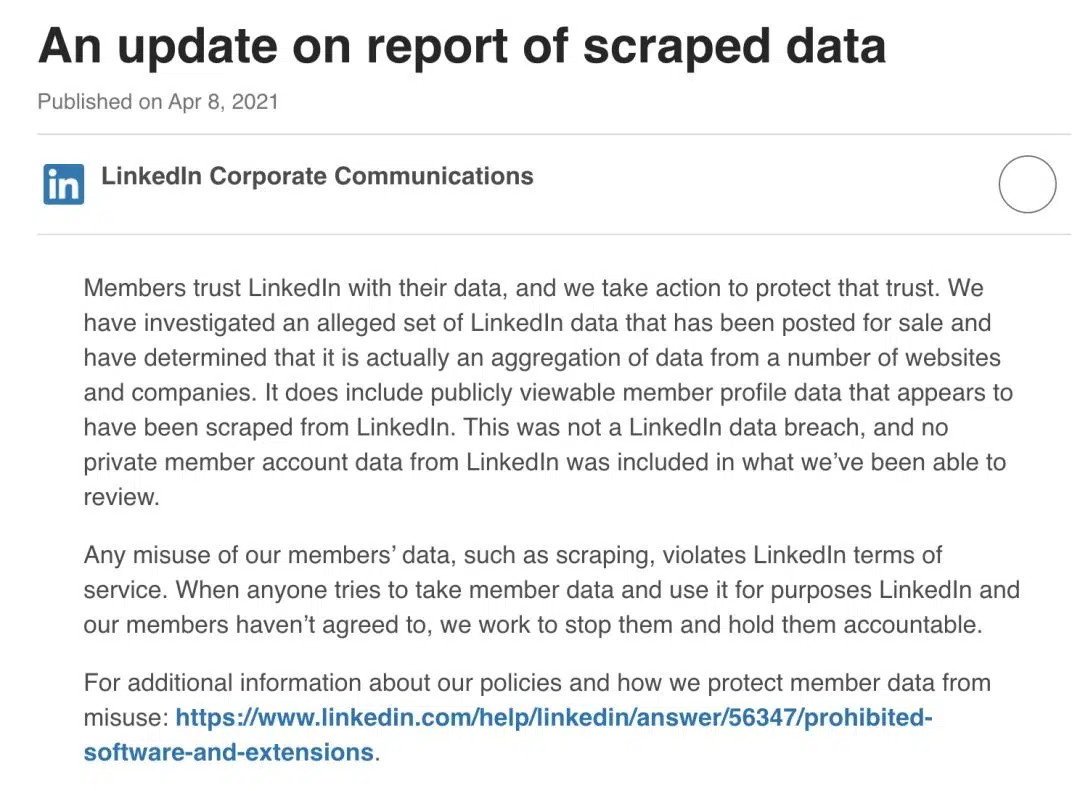 An update on report of scraped data
Published on Apr 8, 2021
in
LinkedIn Corporate Communications
Members trust LinkedIn with their data, and we take action to protect that trust. We
have investigated an alleged set of LinkedIn data that has been posted for sale and
have determined that it is actually an aggregation of data from a number of websites
and companies. It does include publicly viewable member profile data that appears to
have been scraped from LinkedIn. This was not a LinkedIn data breach, and no
private member account data from LinkedIn was included in what we’ve been able to
review.
Any misuse of our members’ data, such as scraping, violates LinkedIn terms of
service. When anyone tries to take member data and use it for purposes LinkedIn and
our members haven’t agreed to, we work to stop them and hold them accountable.
For additional information about our policies and how we protect member data from
misuse: https://www.linkedin.com/help/linkedin/answer/56347/prohibited-
software-and-extensions.